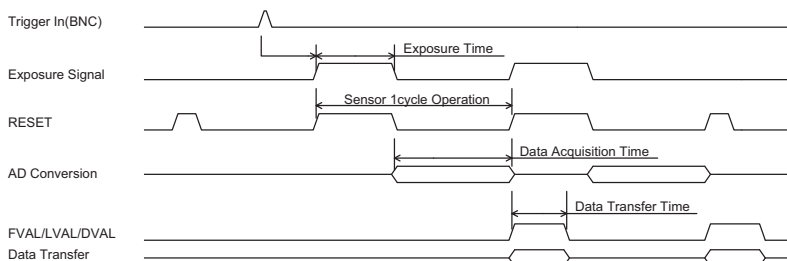 Trigger In(BNC)
Exposure Time
Exposure Signal
Sensor 1cycle Operation
RESET
Data Acquisition Time
AD Conversion
Data Transfer Time
FVAL/LVAL/DVAL
Data Transfer